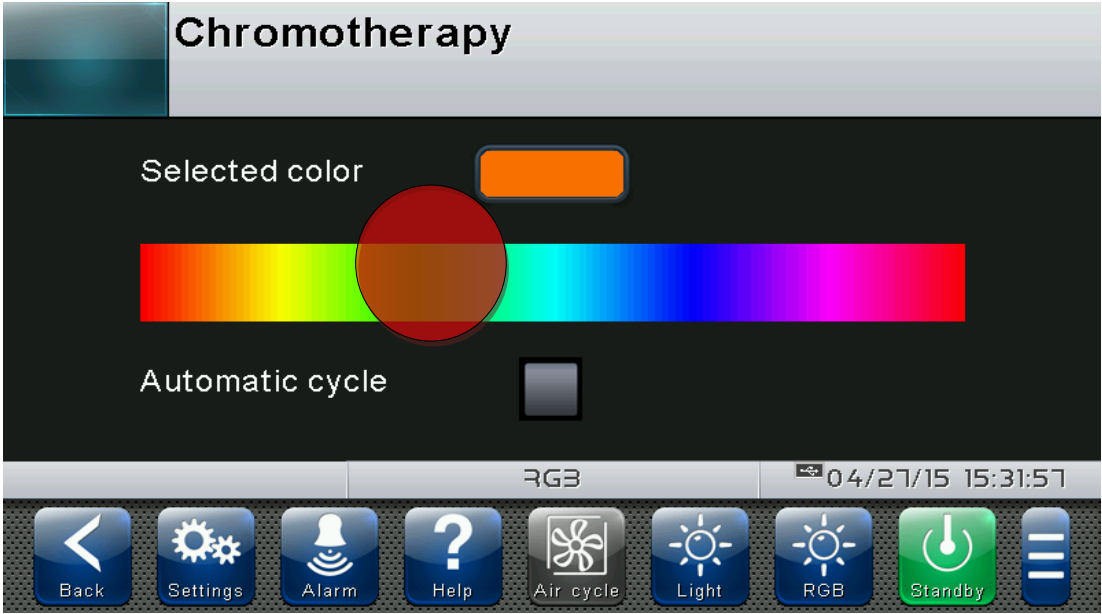 Chromotherapy
Selected color
Automatic cycle
RGB
04/27/15 15:31:57
Back
Settings
Alarm
?
Help
Air cycle
Light
RGB
Standby